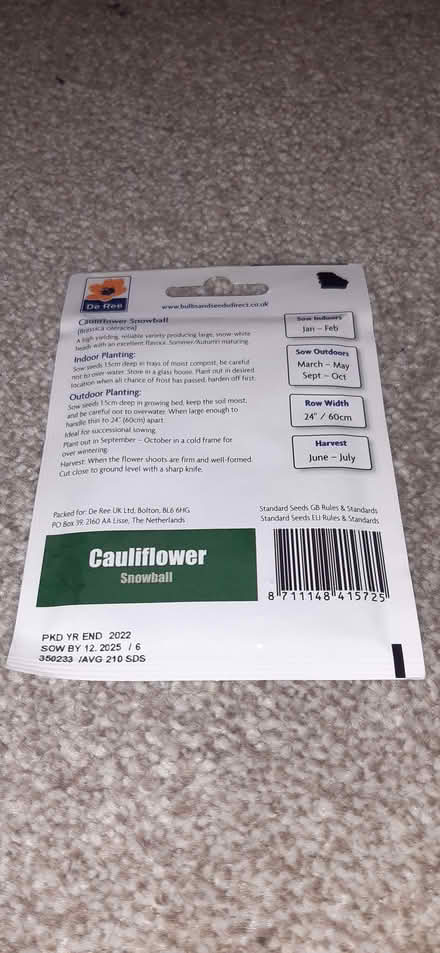 De Ree
www.bulbsandseedsdirect.co.uk
Cauliflower Snowball
(Brassica oleracea)
A high yielding, reliable variety producing large, snow-white
heads with an excellent flavour. Summer/Autumn maturing.
Indoor Planting:
Sow seeds 1.5cm deep in trays of moist compost, be careful
not to over-water. Store in a glass house. Plant out in desired
location when all chance of frost has passed, harden off first.
Outdoor Planting:
Sow seeds 1.5cm deep in growing bed, keep the soil moist,
and be careful not to overwater. When large enough to
handle thin to 24" (60cm) apart.
Ideal for successional sowing.
Plant out in September - October in a cold frame for
over wintering.
Harvest: When the flower shoots are firm and well-formed.
Cut close to ground level with a sharp knife.
Sow Indoors
Jan – Feb
Sow Outdoors
March – May
Sept – Oct
Row Width
24" / 60cm
Harvest
June – July
Packed for: De Ree UK Ltd, Bolton, BL6 6HG
PO Box 39, 2160 AA Lisse, The Netherlands
Standard Seeds GB Rules & Standards
Standard Seeds EU Rules & Standards
Cauliflower
Snowball
8 711148 415725
PKD YR END 2022
SOW BY 12. 2025 / 6
350233 /AVG 210 SDS